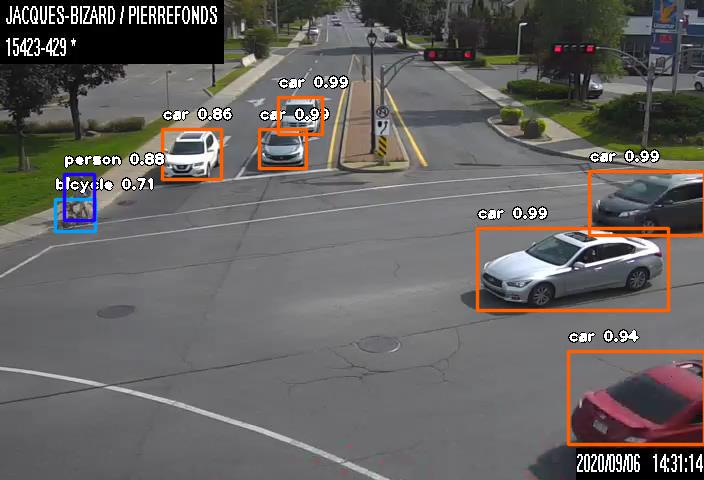 JACQUES-BIZARD / PIERREFONDS
15423-429 *
car 0.99
car 0.86
car 0.99
person 0.88
bicycle 0.71
car 0.99
car 0.99
car 0.94
2020/09/06 14:31:14